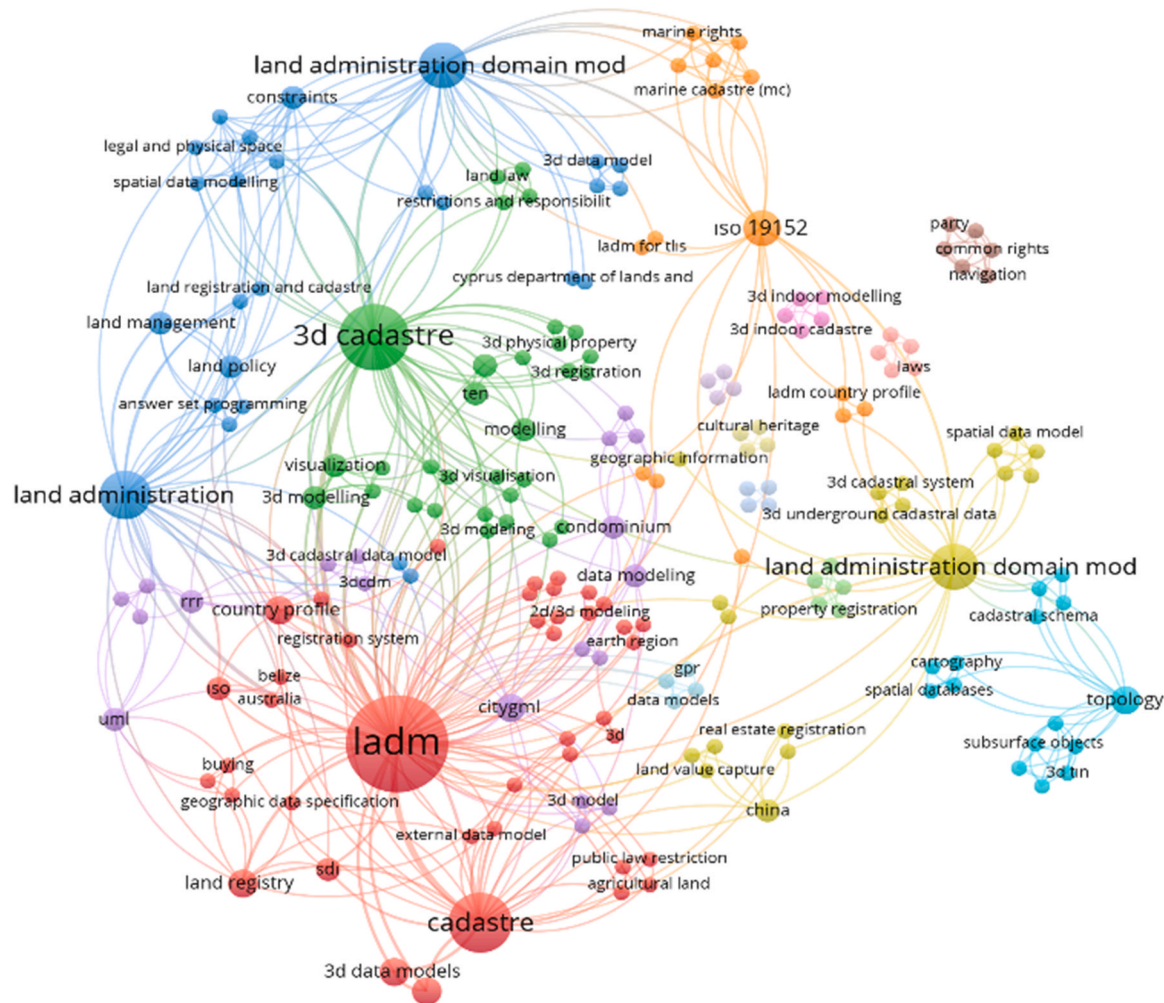 marine rights
land administration domain mod
marine cadastre (mc)
constraints
legal and physical space
3d data model
land law
spatial data modelling
restrictions and responsibilit
party
iso 19152
common rights
ladm for tlis
navigation
cyprus department of lands and
land registration and cadastre
3d indoor modelling
land management
3d cadastre
3d indoor cadastre
3d physical property
land policy
3d registration
laws
ten
ladm country profile
answer set programming
modelling
cultural heritage
spatial data model
visualization
geographic information
3d visualisation
3d cadastral system
land administration
3d modelling
3d underground cadastral data
3d modeling
condominium
3d cadastral data model
land administration domain mod
3dcdm
data modeling
rrr
country profile
2d/3d modeling
property registration
cadastral schema
registration system
earth region
belize
gpr
cartography
iso
australia
data models
spatial databases
citygml
topology
uml
ladm
3d
real estate registration
subsurface objects
buying
land value capture
3d tin
geographic data specification
3d model
china
external data model
public law restriction
sdi
land registry
agricultural land
cadastre
3d data models